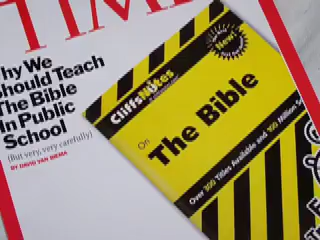 TIME
Why We
Should Teach
The Bible
In Public
School
(But very, very carefully)
BY DAVID VAN BIEMA
New!
CliffsNotes
On
The Bible
Over 300 Titles Available and 100 Million